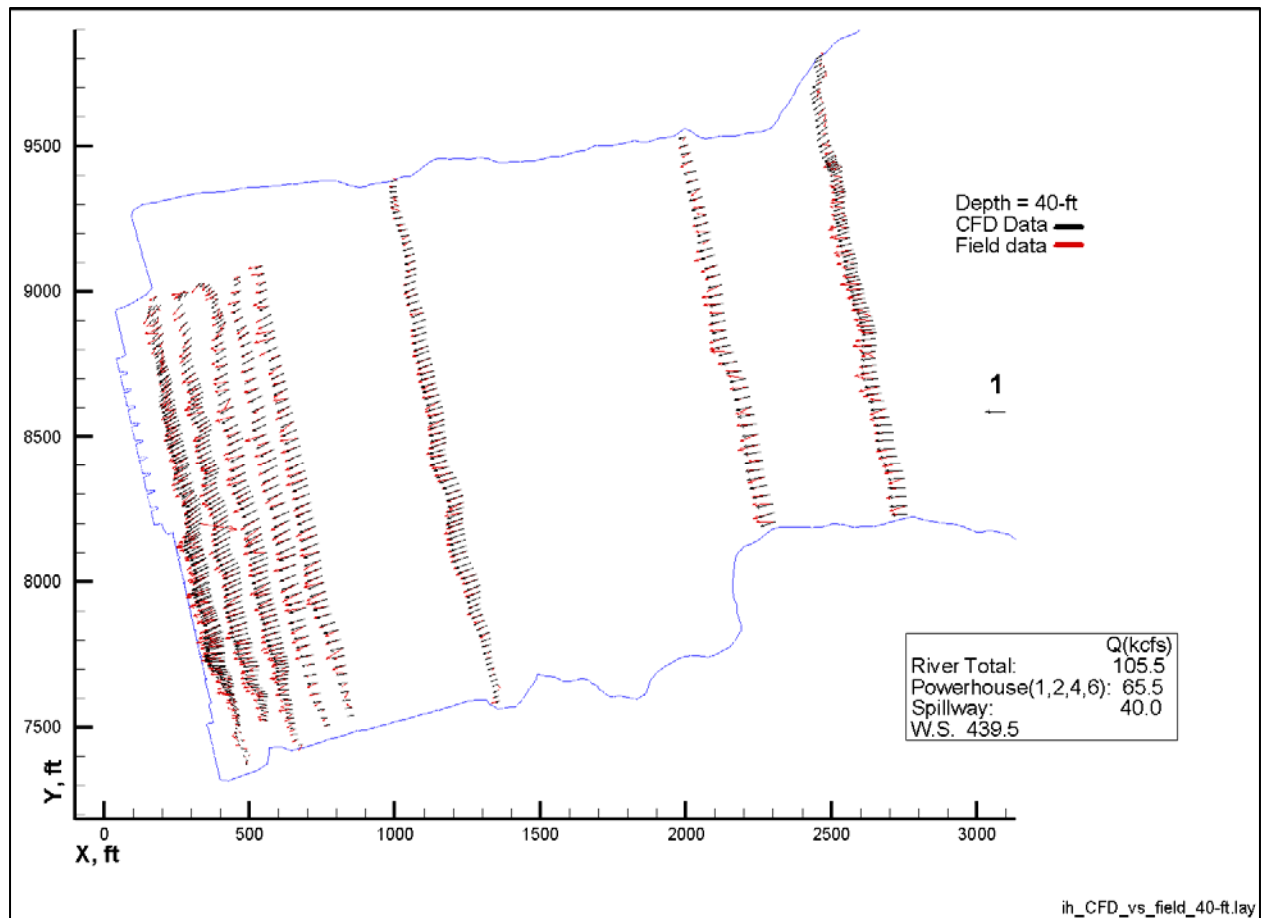 9500
9000
8500
8000
7500
Y, ft
0
500
1000
1500
2000
2500
3000
X, ft
Depth = 40-ft
CFD Data
Field data
1
Q(kcfs)
River Total: 105.5
Powerhouse(1,2,4,6): 65.5
Spillway: 40.0
W.S. 439.5
ih_CFD_vs_field_40-ft.lay